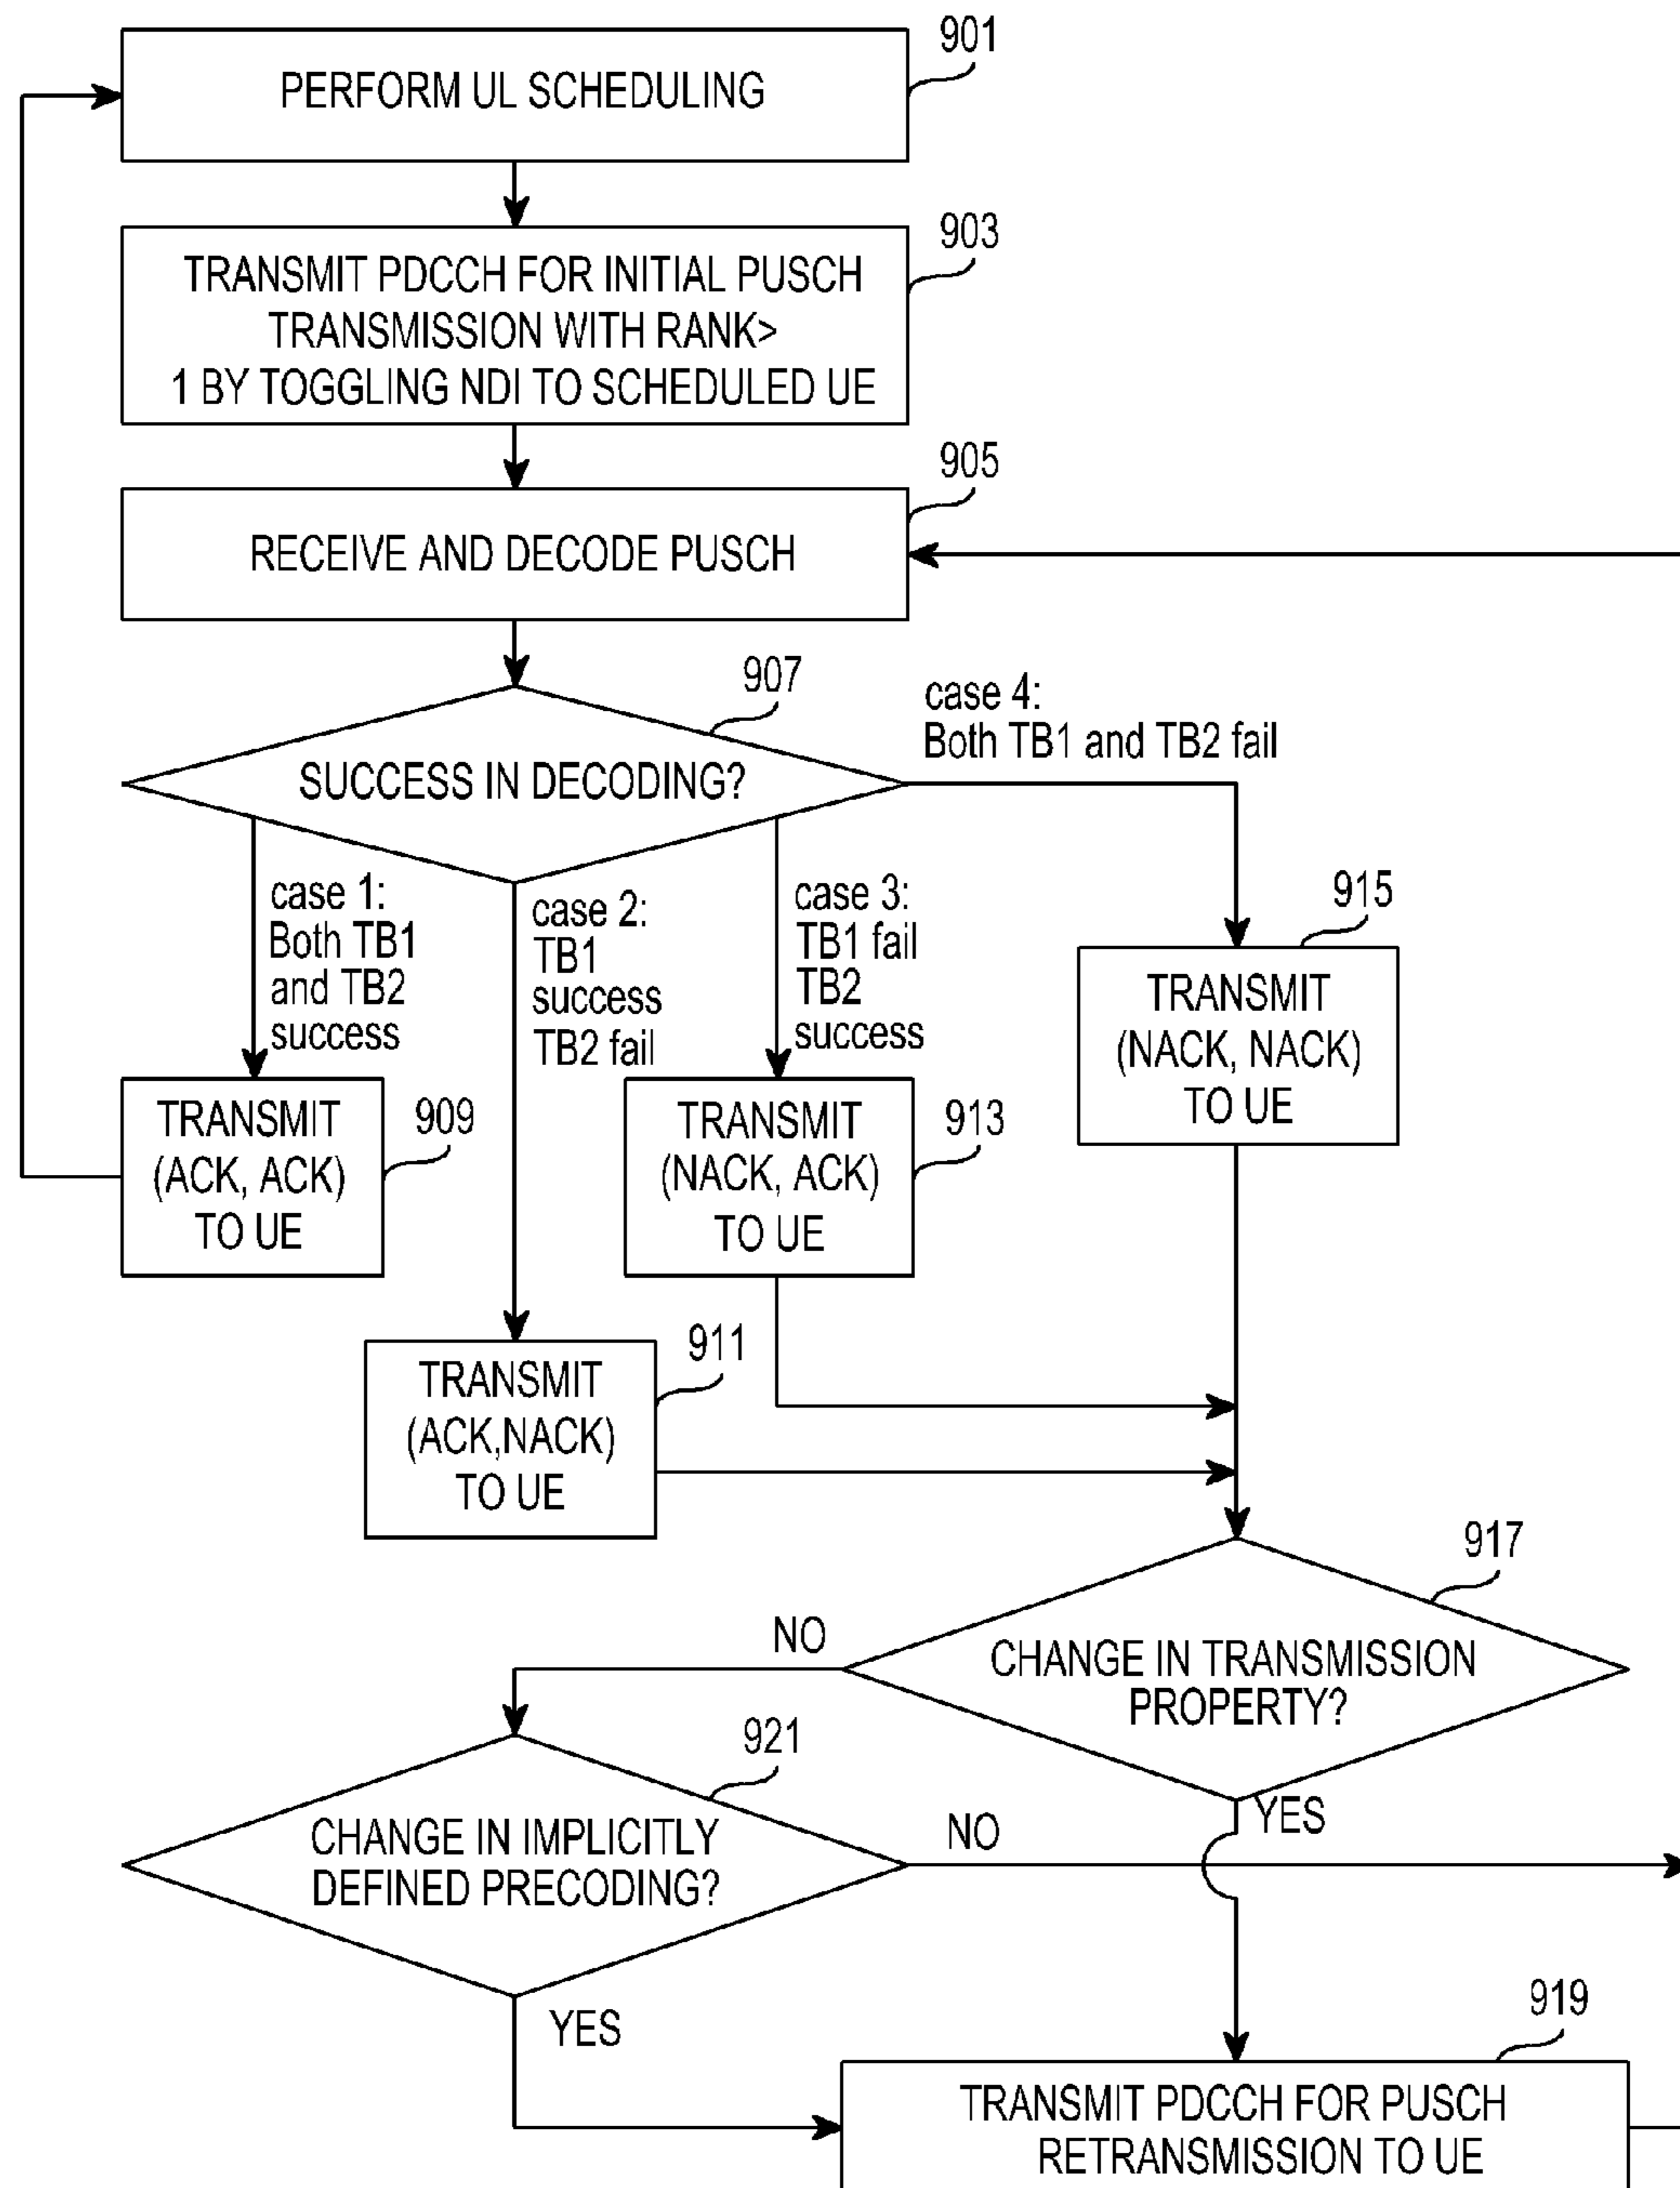 901
PERFORM UL SCHEDULING
903
TRANSMIT PDCCH FOR INITIAL PUSCH
TRANSMISSION WITH RANK>
1 BY TOGGLING NDI TO SCHEDULED UE
905
RECEIVE AND DECODE PUSCH
907
SUCCESS IN DECODING?
case 4:
Both TB1 and TB2 fail
case 1:
Both TB1
and TB2
success
case 2:
TB1
success
TB2 fail
case 3:
TB1 fail
TB2
success
915
TRANSMIT
(NACK, NACK)
TO UE
909
TRANSMIT
(ACK, ACK)
TO UE
913
TRANSMIT
(NACK, ACK)
TO UE
911
TRANSMIT
(ACK,NACK)
TO UE
917
NO
CHANGE IN TRANSMISSION
PROPERTY?
YES
921
CHANGE IN IMPLICITLY
DEFINED PRECODING?
NO
YES
919
TRANSMIT PDCCH FOR PUSCH
RETRANSMISSION TO UE